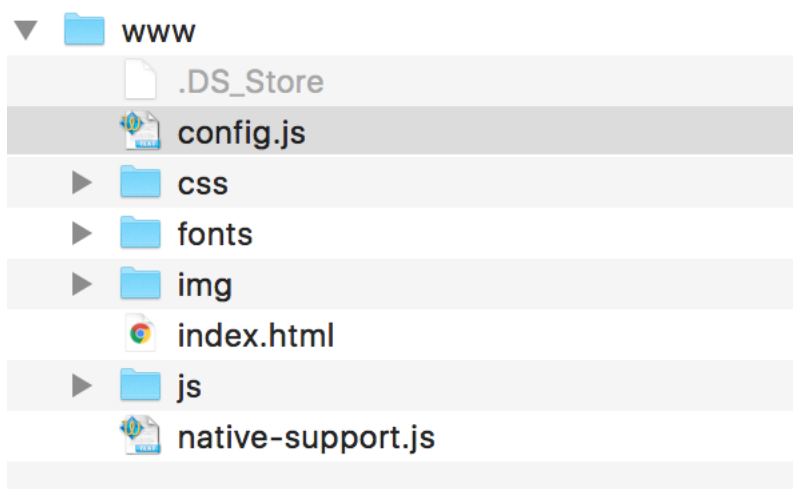 www
.DS_Store
config.js
css
fonts
img
index.html
js
native-support.js